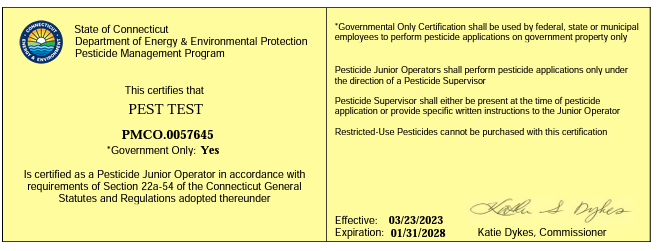 State of Connecticut
Department of Energy & Environmental Protection
Pesticide Management Program
This certifies that
PEST TEST
PMCO.0057645
*Government Only: Yes
Is certified as a Pesticide Junior Operator in accordance with
requirements of Section 22a-54 of the Connecticut General
Statutes and Regulations adopted thereunder
*Governmental Only Certification shall be used by federal, state or municipal
employees to perform pesticide applications on government property only
Pesticide Junior Operators shall perform pesticide applications only under
the direction of a Pesticide Supervisor
Pesticide Supervisor shall either be present at the time of pesticide
application or provide specific written instructions to the Junior Operator
Restricted-Use Pesticides cannot be purchased with this certification
Katie S Dykes
Effective: 03/23/2023
Expiration: 01/31/2028
Katie Dykes, Commissioner